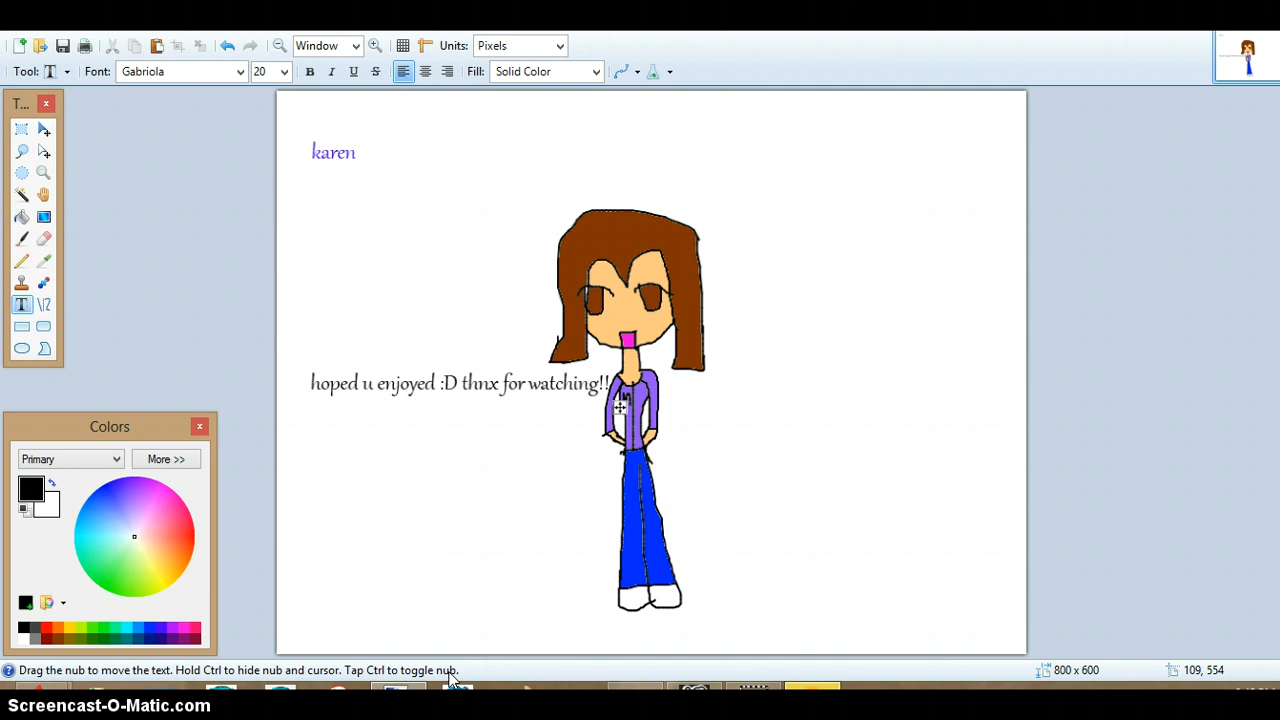 Window
Units:
Pixels
Tool:
Font:
Gabriola
20
B I U S
Fill:
Solid Color
T...
karen
hoped u enjoyed :D thnx for watching!!
Colors
Primary
More >>
Drag the nub to move the text. Hold Ctrl to hide nub and cursor. Tap Ctrl to toggle nub.
800 x 600
109, 554
Screencast-O-Matic.com